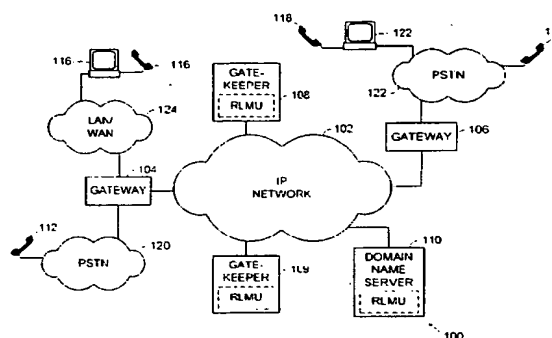 118
122
116
116
GATE-
KEEPER
RLMU
108
PSTN
122
LAN/
WAN
124
102
GATEWAY
106
104
GATEWAY
IP
NETWORK
112
120
PSTN
GATE-
KEEPER
RLMU
109
110
DOMAIN
NAME
SERVER
RLMU
100